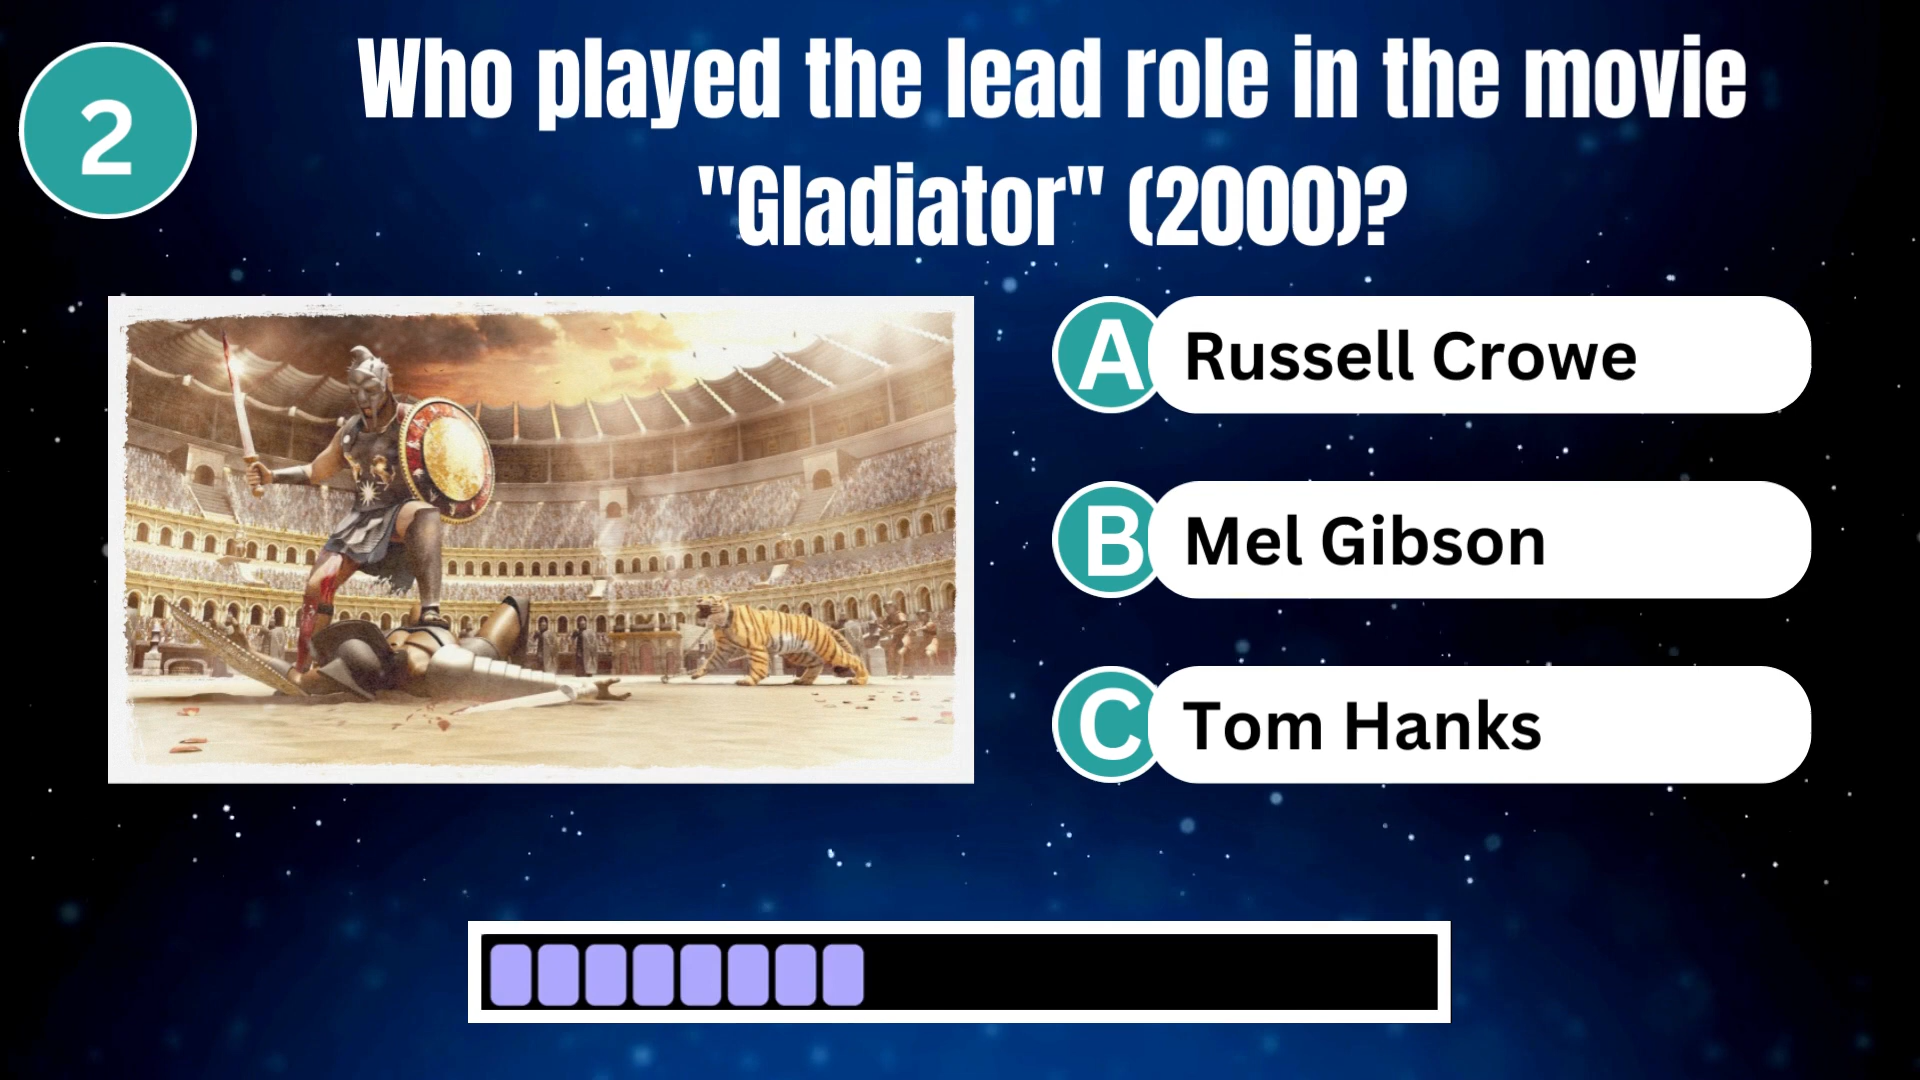 2
Who played the lead role in the movie
"Gladiator" (2000)?
A Russell Crowe
B Mel Gibson
C Tom Hanks